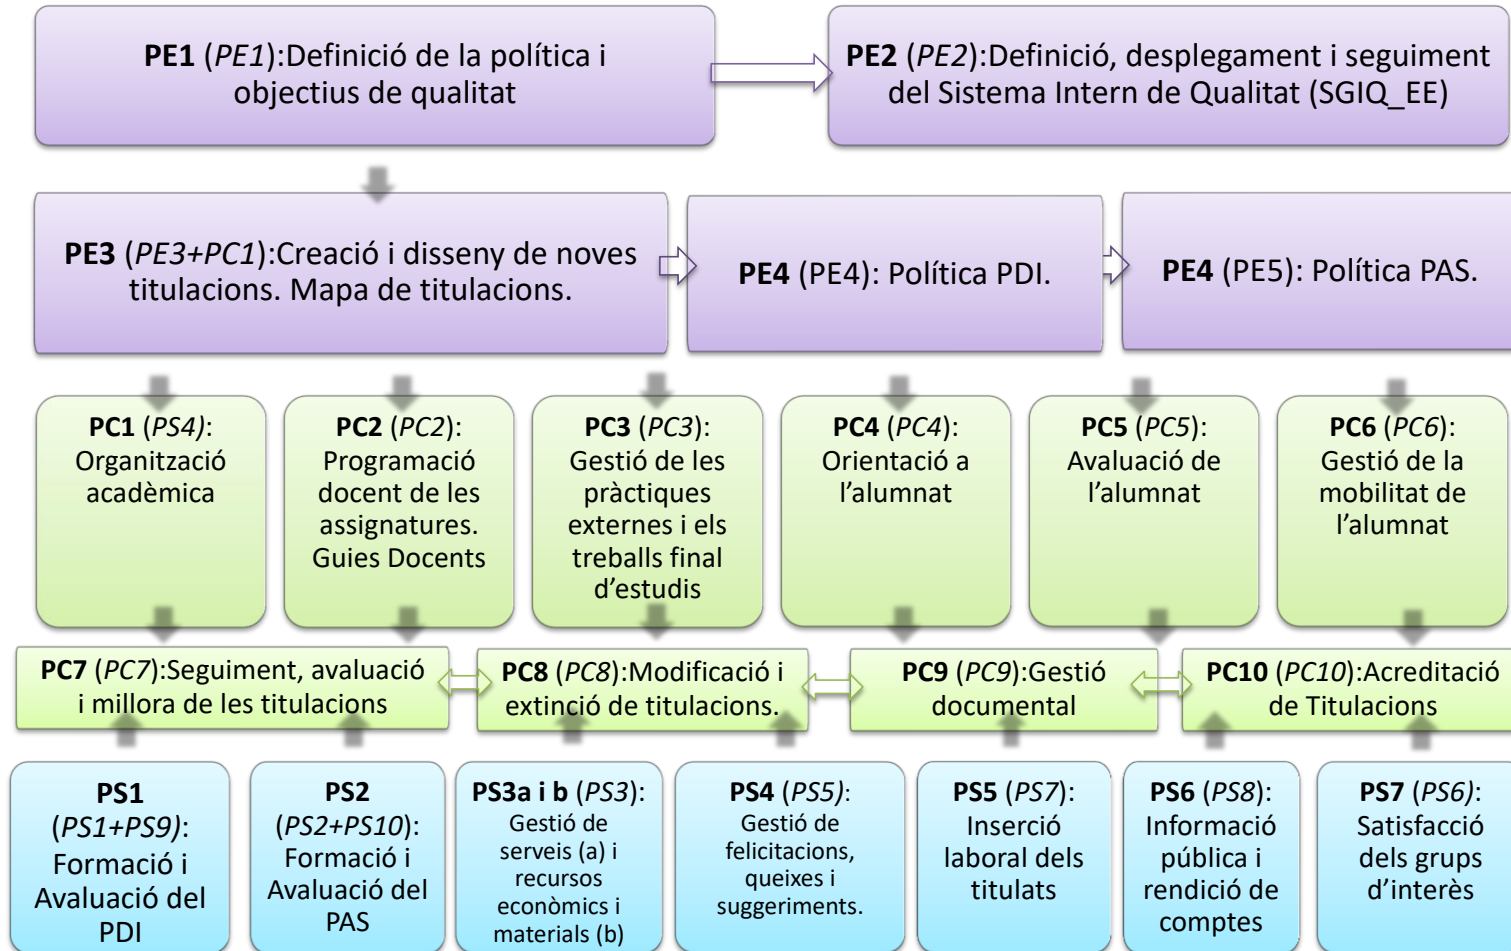 PE1 (PE1):Definició de la política i
objectius de qualitat
PE2 (PE2):Definició, desplegament i seguiment
del Sistema Intern de Qualitat (SGIQ_EE)
PE3 (PE3+PC1):Creació i disseny de noves
titulacions. Mapa de titulacions.
PE4 (PE4): Política PDI.
PE4 (PE5): Política PAS.
PC1 (PS4):
Organització
acadèmica
PC2 (PC2):
Programació
docent de les
assignatures.
Guies Docents
PC3 (PC3):
Gestió de les
pràctiques
externes i els
treballs final
d’estudis
PC4 (PC4):
Orientació a
l’alumnat
PC5 (PC5):
Avaluació de
l’alumnat
PC6 (PC6):
Gestió de la
mobilitat de
l’alumnat
PC7 (PC7):Seguiment, avaluació
i millora de les titulacions
PC8 (PC8):Modificació i
extinció de titulacions.
PC9 (PC9):Gestió
documental
PC10 (PC10):Acreditació
de Titulacions
PS1
(PS1+PS9):
Formació i
Avaluació del
PDI
PS2
(PS2+PS10):
Formació i
Avaluació del
PAS
PS3a i b (PS3):
Gestió de
serveis (a) i
recursos
econòmics i
materials (b)
PS4 (PS5):
Gestió de
felicitacions,
queixes i
suggeriments.
PS5 (PS7):
Inserció
laboral dels
titulats
PS6 (PS8):
Informació
pública i
rendició de
comptes
PS7 (PS6):
Satisfacció
dels grups
d’interès